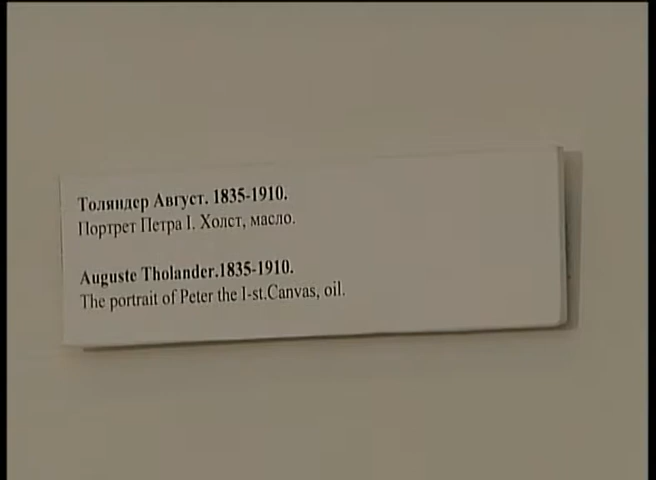 Толяндер Август. 1835-1910.
Портрет Петра I. Холст, масло.
Auguste Tholander.1835-1910.
The portrait of Peter the I-st.Canvas, oil.